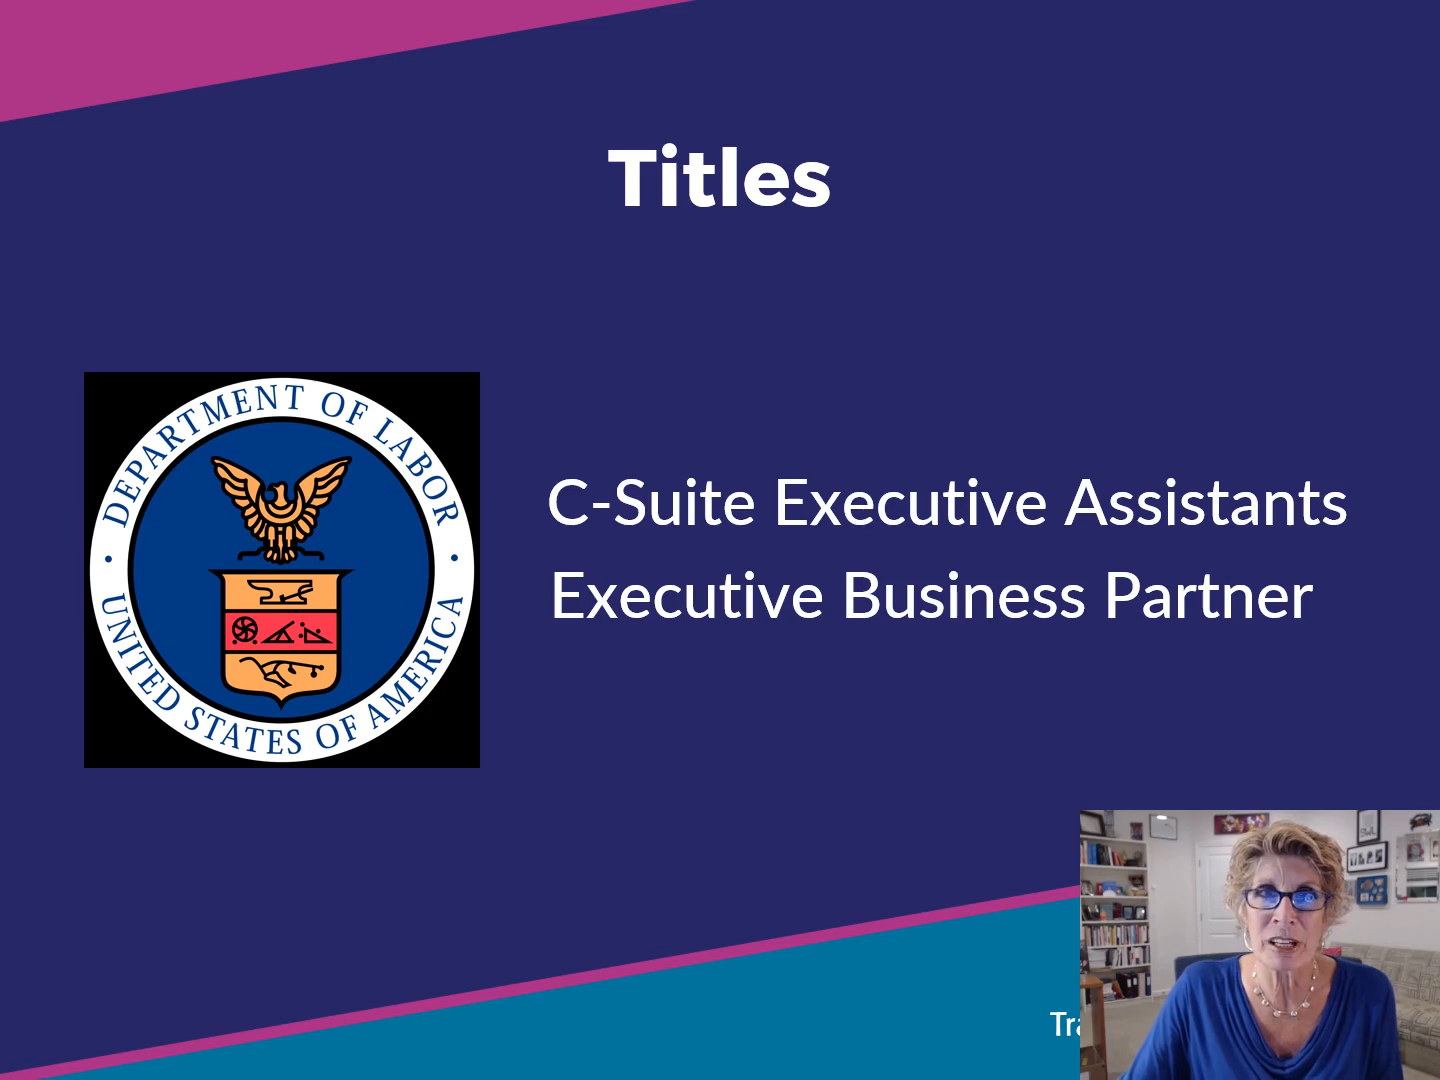 Titles
DEPARTMENT OF LABOR
UNITED STATES OF AMERICA
C-Suite Executive Assistants
Executive Business Partner